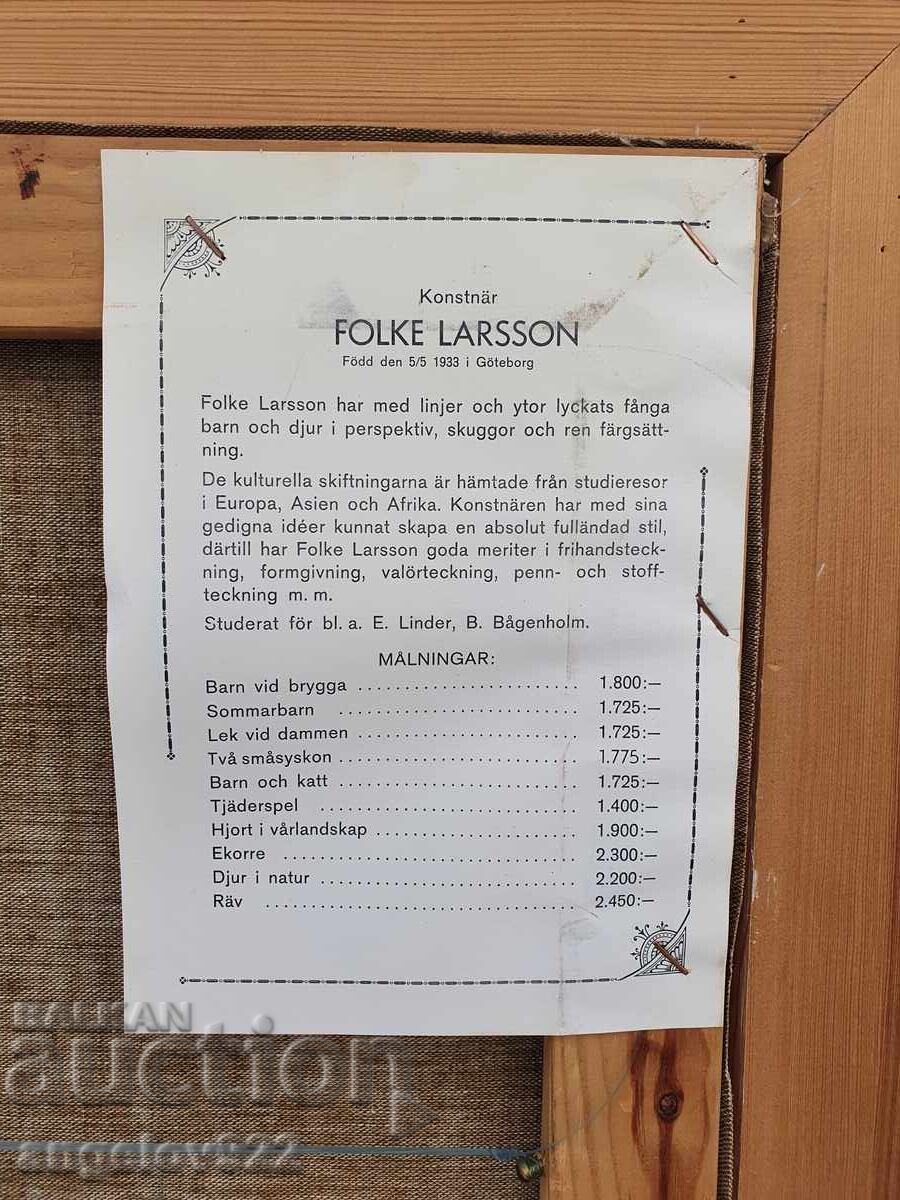 Konstnär
FOLKE LARSSON
Född den 5/5 1933 i Göteborg
Folke Larsson har med linjer och ytor lyckats fånga
barn och djur i perspektiv, skuggor och ren färgsätt-
ning.
De kulturella skiftningarna är hämtade från studieresor
i Europa, Asien och Afrika. Konstnären har med sina
gedigna idéer kunnat skapa en absolut fulländad stil,
därtill har Folke Larsson goda meriter i frihandsteck-
ning, formgivning, valörteckning, penn- och stoff-
teckning m. m.
Studerat för bl. a. E. Linder, B. Bågenholm.
MÅLNINGAR:
Barn vid brygga ............................ 1.800:—
Sommarbarn .............................. 1.725:—
Lek vid dammen ............................ 1.725:—
Två småsyskon .............................. 1.775:—
Barn och katt ............................... 1.725:—
Tjäderspel ................................. 1.400:—
Hjort i vårlandskap .......................... 1.900:—
Ekorre ..................................... 2.300:—
Djur i natur ................................. 2.200:—
Räv ....................................... 2.450:—
BALKAN
auction
angelov622